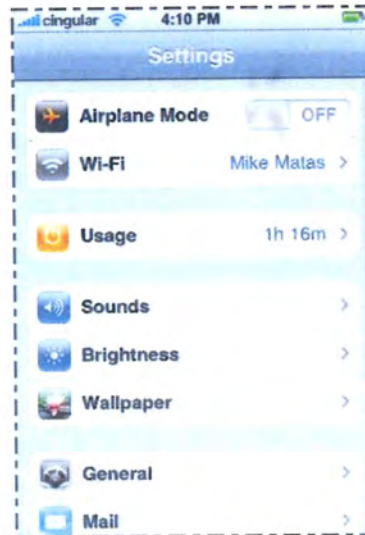 cingular 4:10 PM
Settings
Airplane Mode OFF
Wi-Fi Mike Matas >
Usage 1h 16m >
Sounds >
Brightness >
Wallpaper >
General >
Mail >